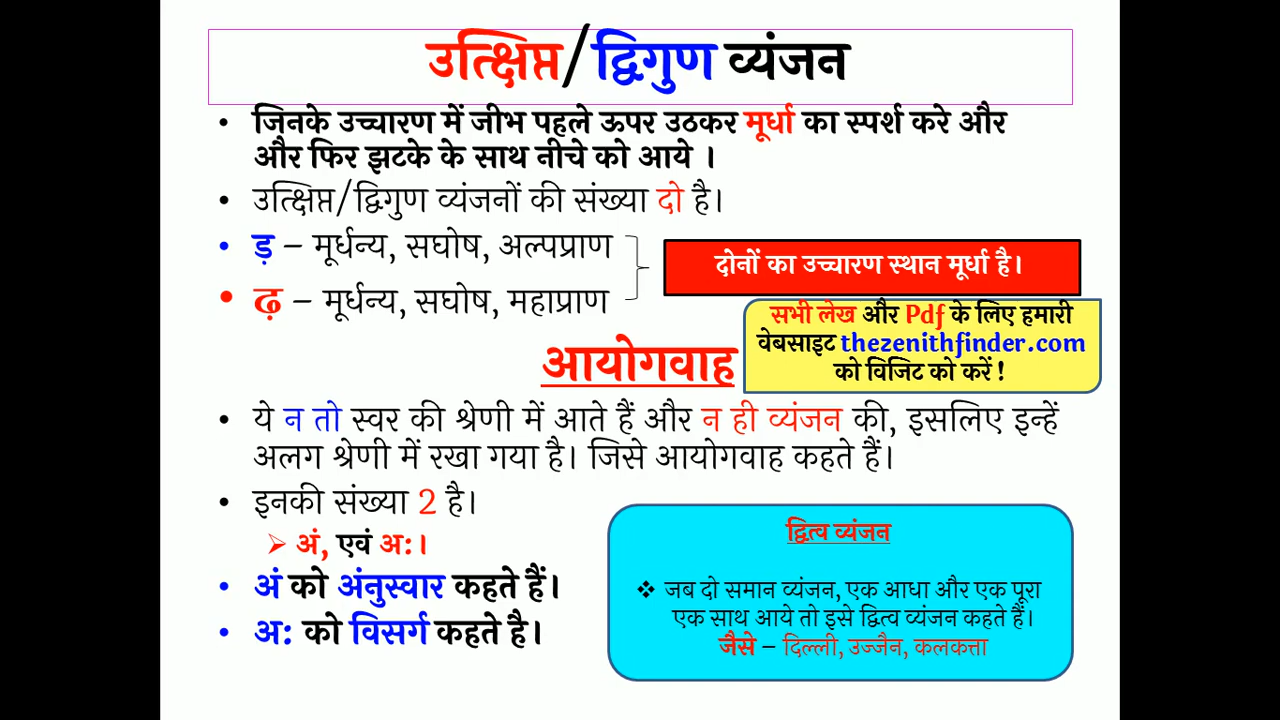 उत्क्षिप्त/द्विगुण व्यंजन
• जिनके उच्चारण में जीभ पहले ऊपर उठकर मूर्धा का स्पर्श करे और
और फिर झटके के साथ नीचे को आये ।
• उत्क्षिप्त/द्विगुण व्यंजनों की संख्या दो है।
• ड़ – मूर्धन्य, सघोष, अल्पप्राण
• ढ़ – मूर्धन्य, सघोष, महाप्राण
दोनों का उच्चारण स्थान मूर्धा है।
सभी लेख और Pdf के लिए हमारी
वेबसाइट thezenithfinder.com
को विजिट को करें !
आयोगवाह
• ये न तो स्वर की श्रेणी में आते हैं और न ही व्यंजन की, इसलिए इन्हें
अलग श्रेणी में रखा गया है। जिसे आयोगवाह कहते हैं।
• इनकी संख्या 2 है।
➢ अं, एवं अ:।
• अं को अंनुस्वार कहते हैं।
• अ: को विसर्ग कहते है।
द्वित्व व्यंजन
❖ जब दो समान व्यंजन, एक आधा और एक पूरा
एक साथ आये तो इसे द्वित्व व्यंजन कहते हैं।
जैसे – दिल्ली, उज्जैन, कलकत्ता